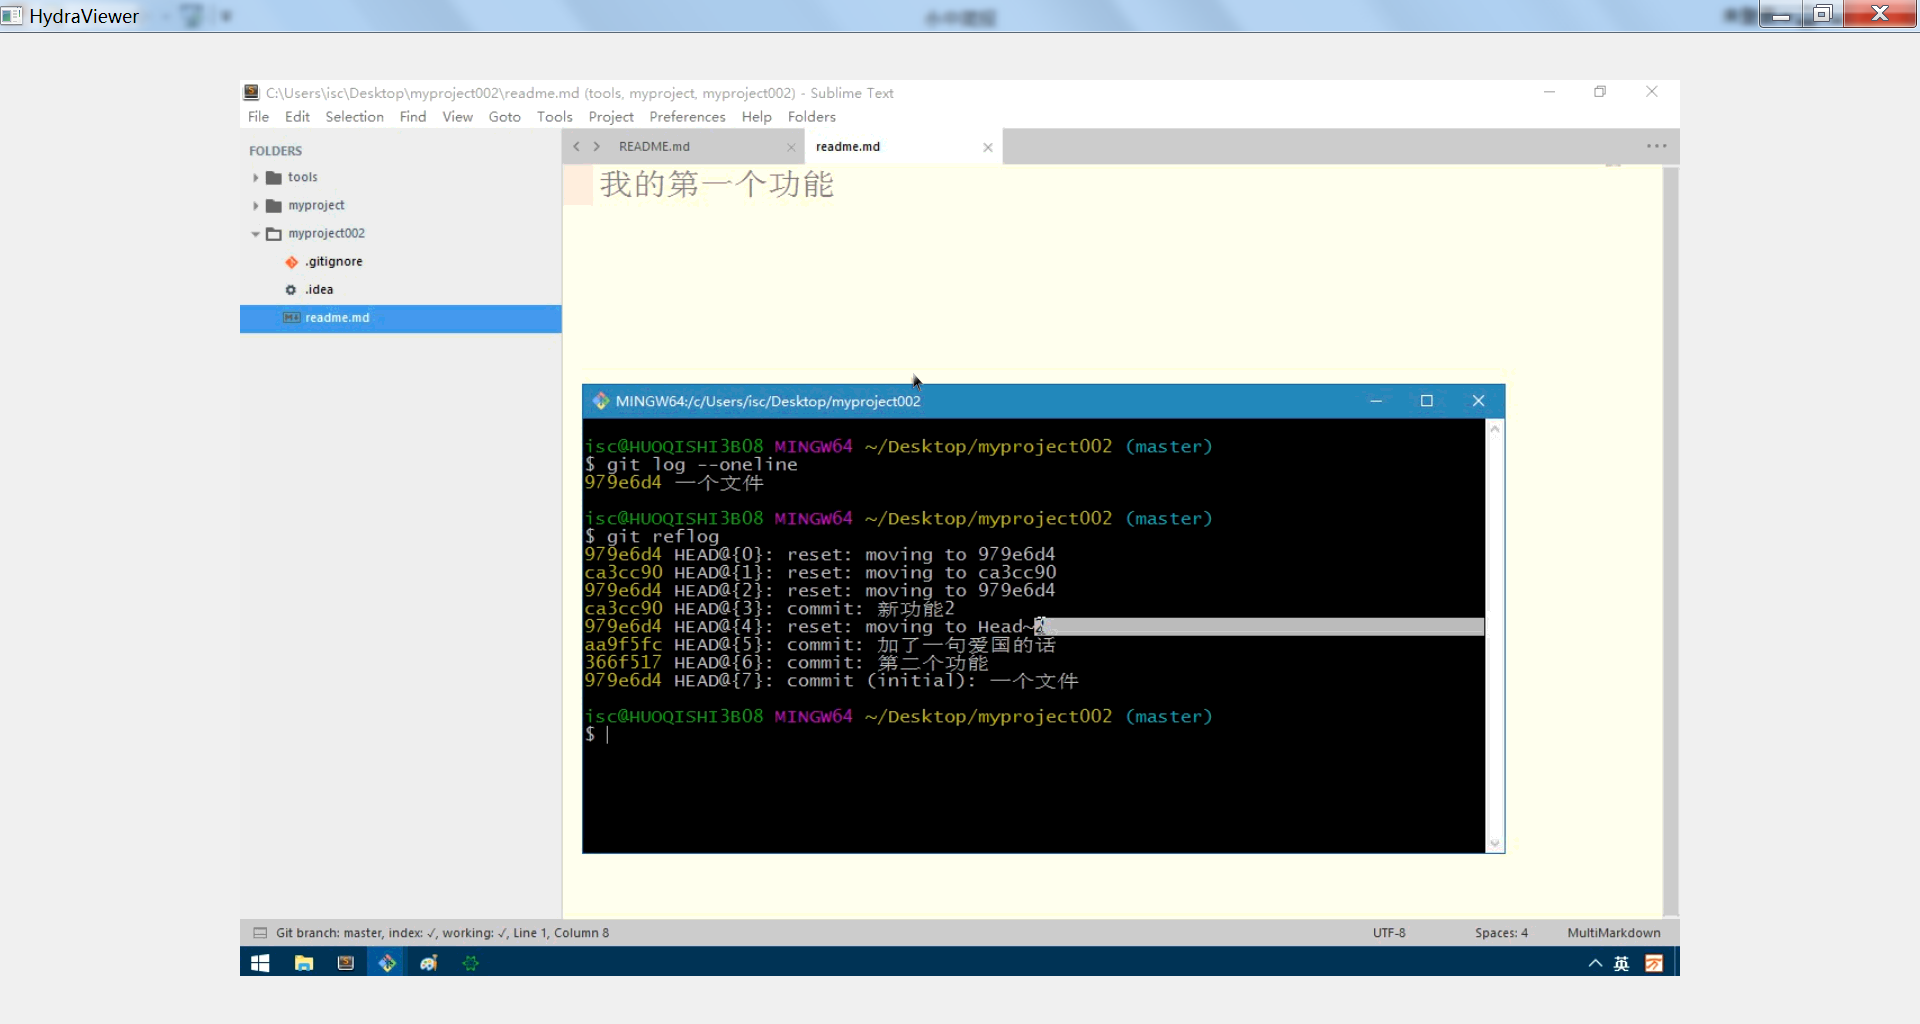 HydraViewer
C:\Users\isc\Desktop\myproject002\readme.md (tools, myproject, myproject002) - Sublime Text
File Edit Selection Find View Goto Tools Project Preferences Help Folders
FOLDERS
tools
myproject
myproject002
.gitignore
.idea
readme.md
README.md
readme.md
我的第一个功能
MINGW64:/c/Users/isc/Desktop/myproject002
isc@HUOQISHI3B08 MINGW64 ~/Desktop/myproject002 (master)
$ git log --oneline
979e6d4 一个文件
isc@HUOQISHI3B08 MINGW64 ~/Desktop/myproject002 (master)
$ git reflog
979e6d4 HEAD@{0}: reset: moving to 979e6d4
ca3cc90 HEAD@{1}: reset: moving to ca3cc90
979e6d4 HEAD@{2}: reset: moving to 979e6d4
ca3cc90 HEAD@{3}: commit: 新功能2
979e6d4 HEAD@{4}: reset: moving to Head~2
aa9f5fc HEAD@{5}: commit: 加了一句爱国的话
366f517 HEAD@{6}: commit: 第二个功能
979e6d4 HEAD@{7}: commit (initial): 一个文件
isc@HUOQISHI3B08 MINGW64 ~/Desktop/myproject002 (master)
$
Git branch: master, index: ✓, working: ✓, Line 1, Column 8
UTF-8
Spaces: 4
MultiMarkdown
英